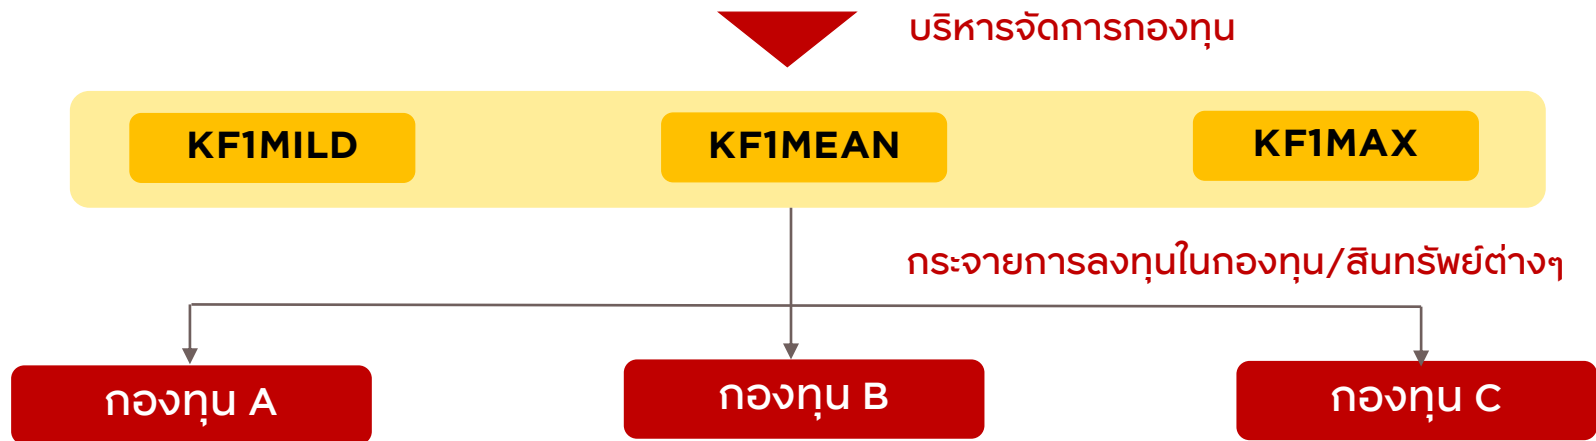 บริหารจัดการกองทุน
KF1MILD
KF1MEAN
KF1MAX
กระจายการลงทุนในกองทุน/สินทรัพย์ต่างๆ
กองทุน A
กองทุน B
กองทุน C